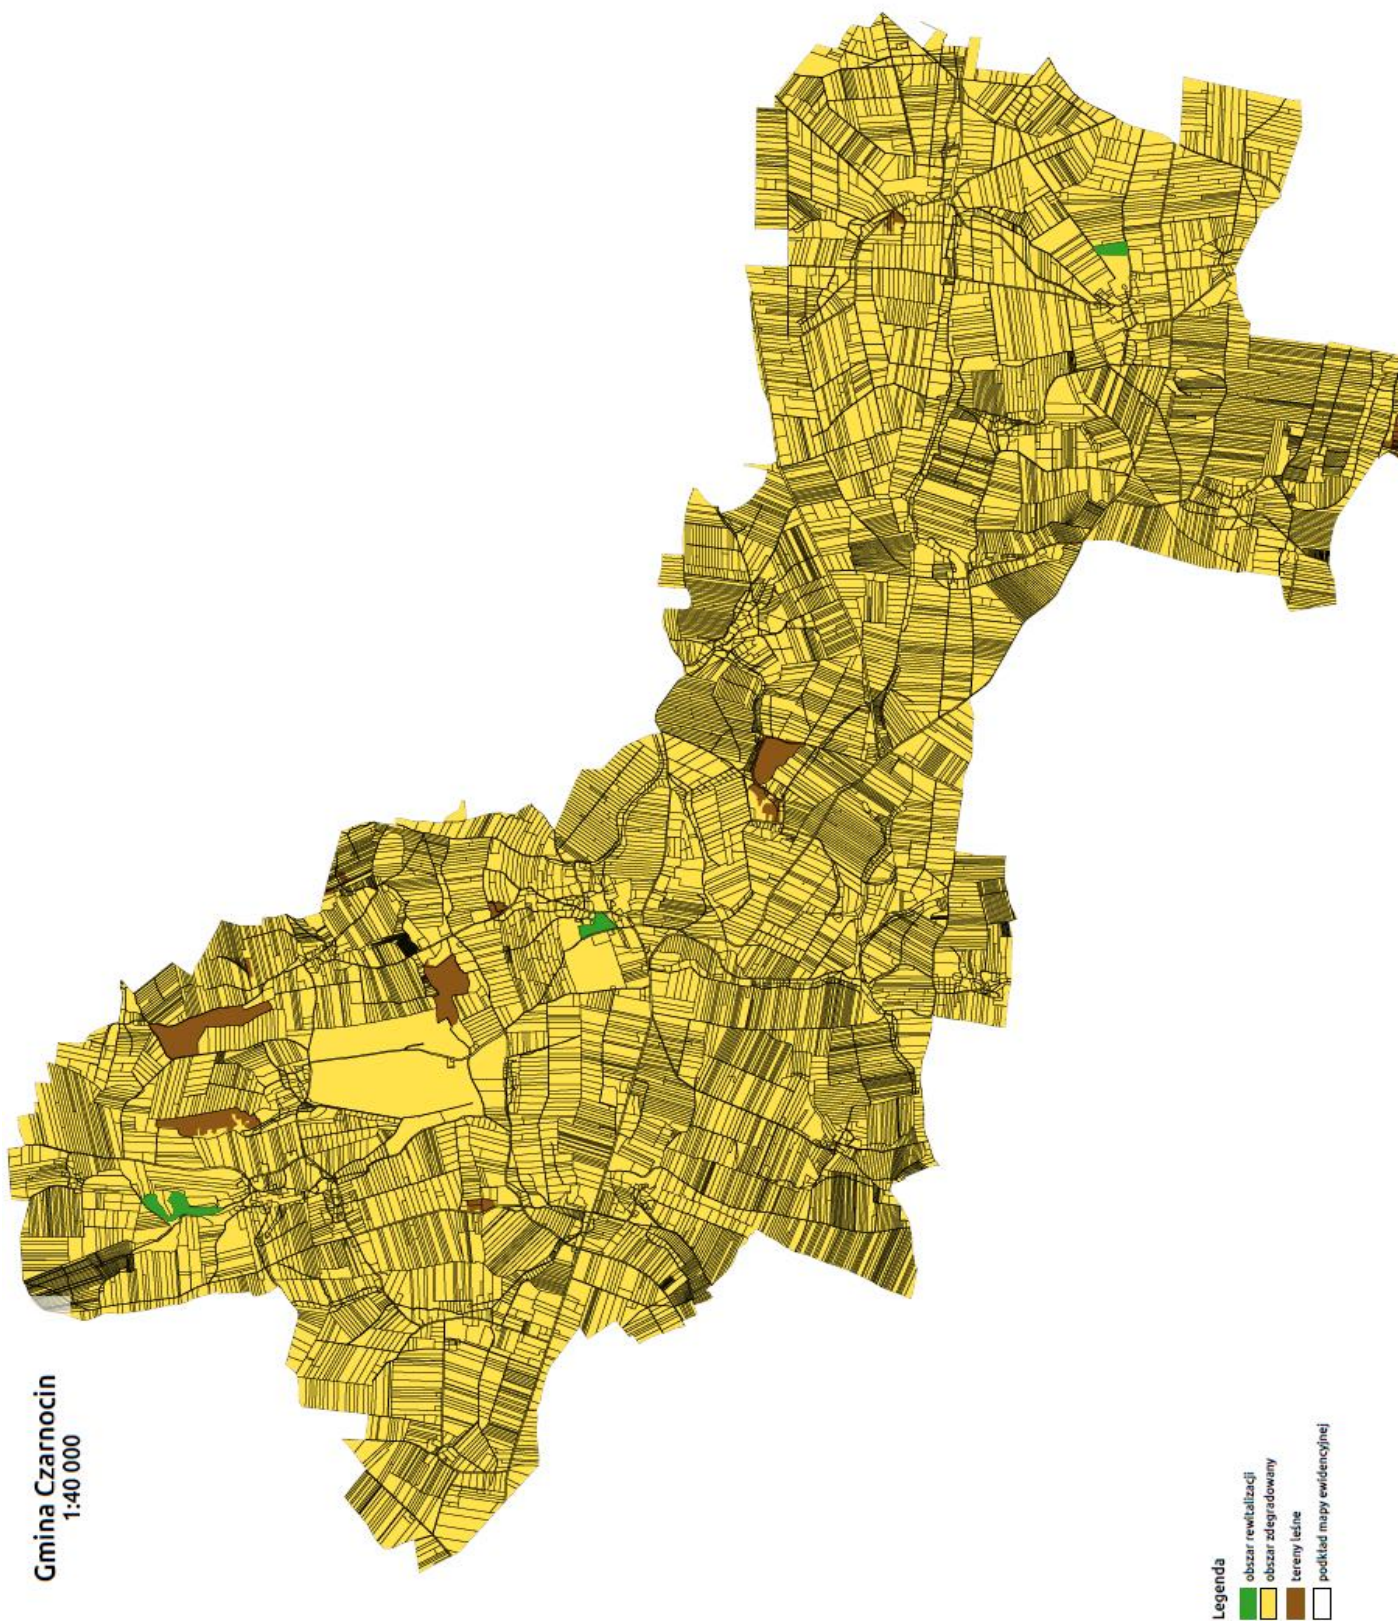 Gmina Czarnocin
1:40 000
Legenda
obszar rewitalizacji
obszar zdegradowany
tereny leśne
podkład mapy ewidencyjnej